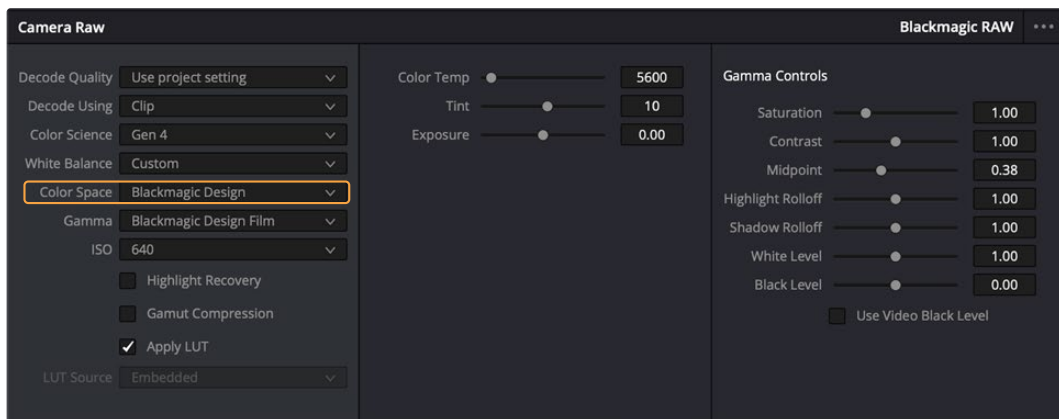 Camera Raw Blackmagic RAW
Decode Quality Use project setting
Decode Using Clip
Color Science Gen 4
White Balance Custom
Color Space Blackmagic Design
Gamma Blackmagic Design Film
ISO 640
Highlight Recovery
Gamut Compression
Apply LUT
LUT Source Embedded
Color Temp 5600
Tint 10
Exposure 0.00
Gamma Controls
Saturation 1.00
Contrast 1.00
Midpoint 0.38
Highlight Rolloff 1.00
Shadow Rolloff 1.00
White Level 1.00
Black Level 0.00
Use Video Black Level